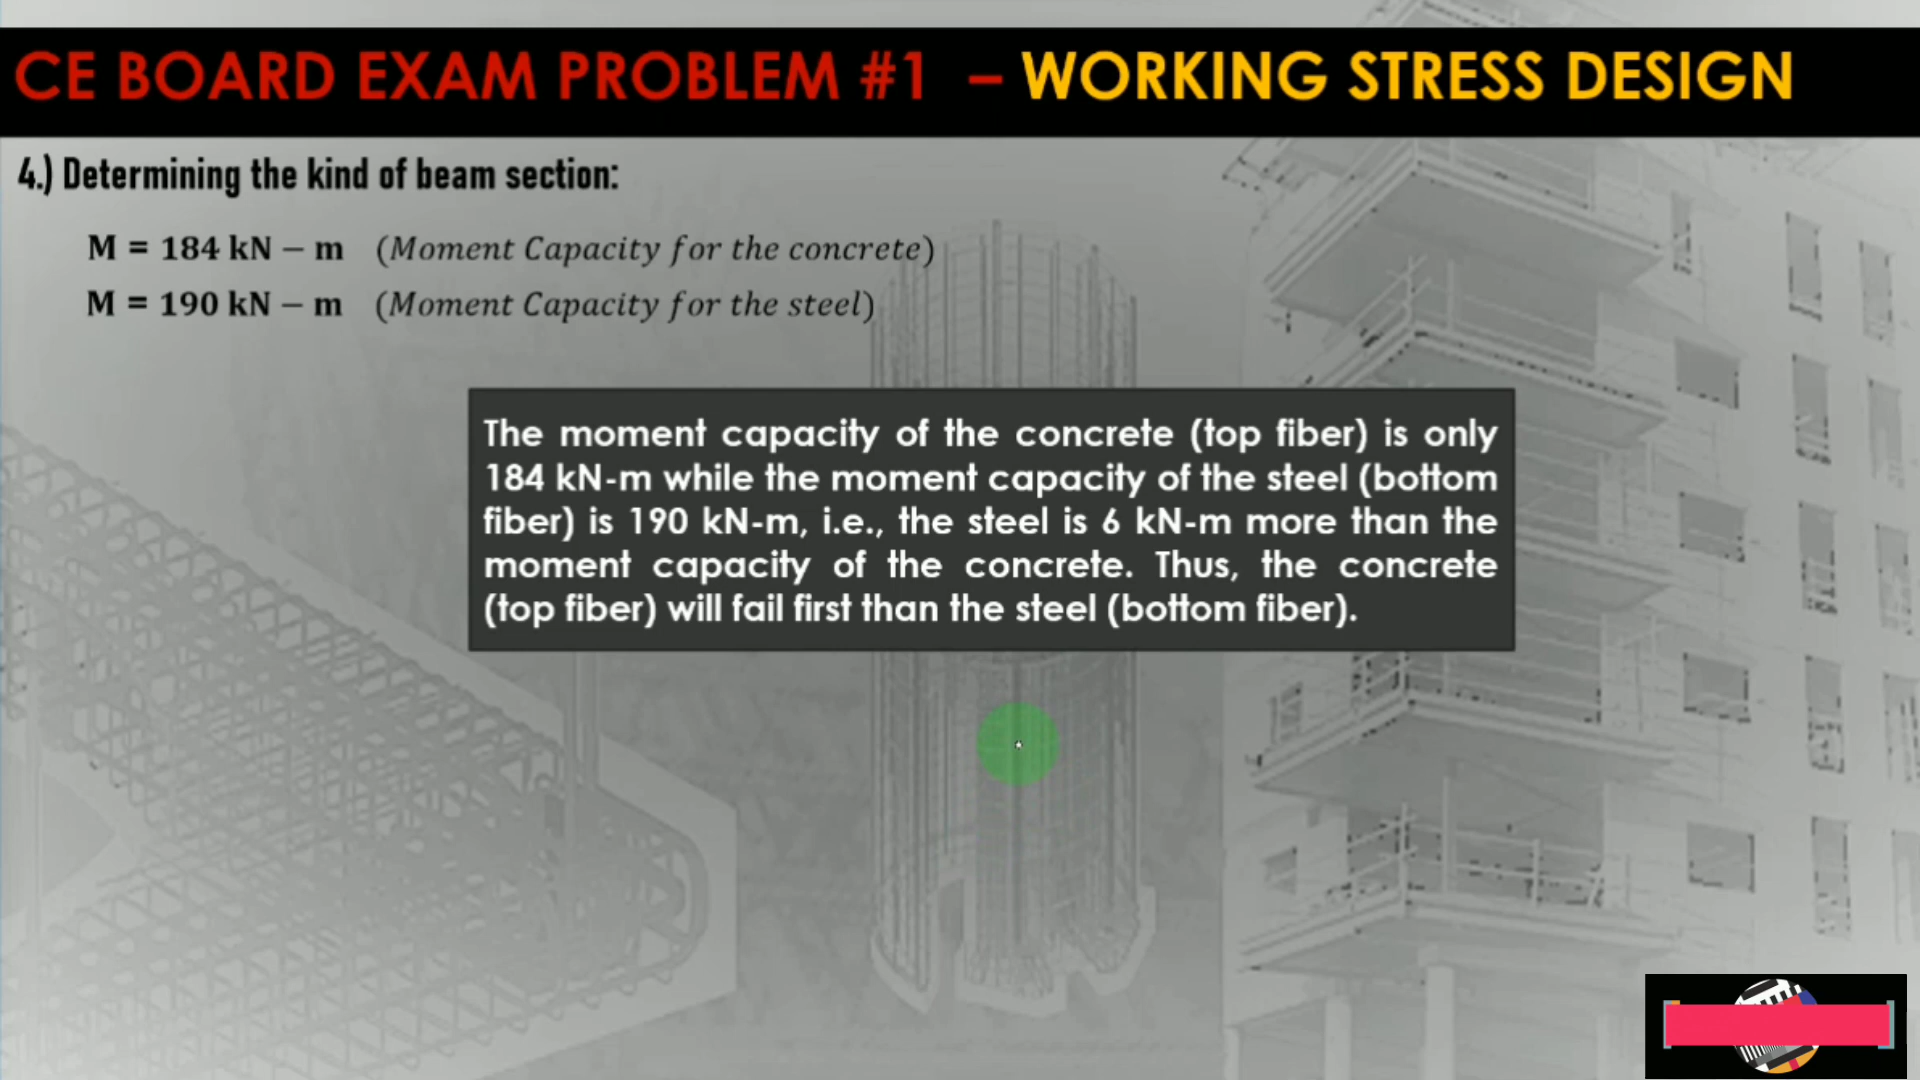 CE BOARD EXAM PROBLEM #1 – WORKING STRESS DESIGN
4.) Determining the kind of beam section:
M = 184 kN − m (Moment Capacity for the concrete)
M = 190 kN − m (Moment Capacity for the steel)
The moment capacity of the concrete (top fiber) is only
184 kN-m while the moment capacity of the steel (bottom
fiber) is 190 kN-m, i.e., the steel is 6 kN-m more than the
moment capacity of the concrete. Thus, the concrete
(top fiber) will fail first than the steel (bottom fiber).